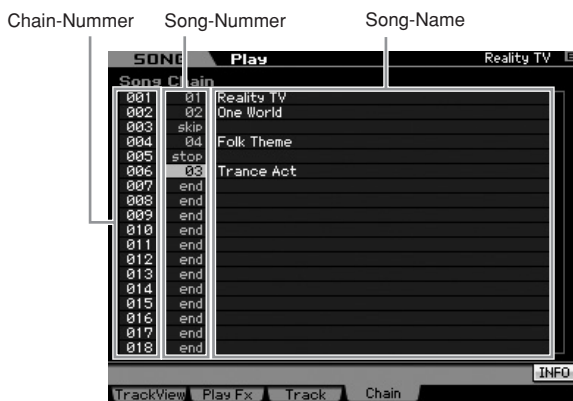 Chain-Nummer Song-Nummer Song-Name
SONG Play Reality TV
Song Chain
001 01 Reality TV
002 02 One World
003 skip
004 04 Folk Theme
005 stop
006 03 Trance Act
007 end
008 end
009 end
010 end
011 end
012 end
013 end
014 end
015 end
016 end
017 end
018 end
INFO
TrackView Play Fx Track Chain